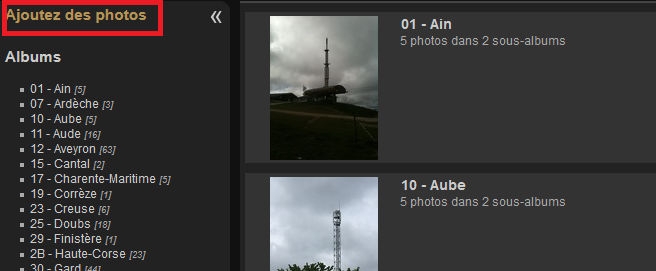 Ajoutez des photos
«
Albums
01 - Ain [5]
07 - Ardèche [3]
10 - Aube [5]
11 - Aude [16]
12 - Aveyron [63]
15 - Cantal [2]
17 - Charente-Maritime [5]
19 - Corrèze [1]
23 - Creuse [6]
25 - Doubs [18]
29 - Finistère [1]
2B - Haute-Corse [23]
30 - Gard [44]
01 - Ain
5 photos dans 2 sous-albums
10 - Aube
5 photos dans 2 sous-albums